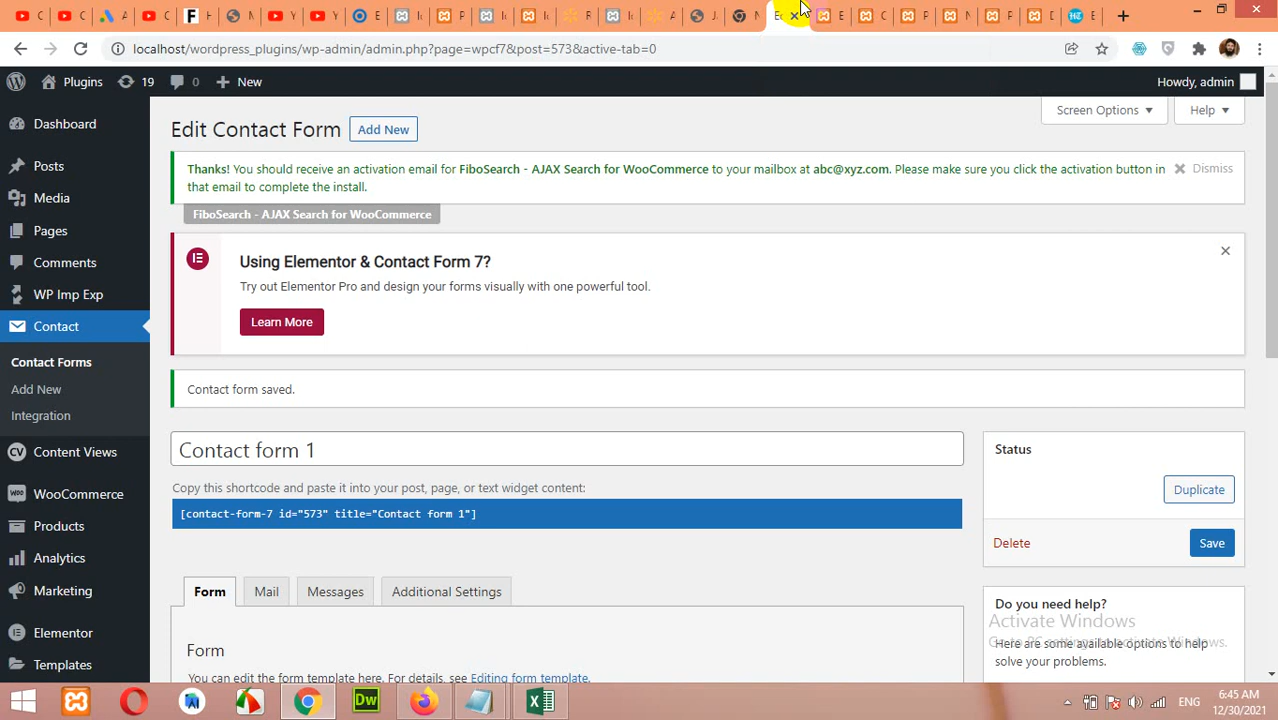 localhost/wordpress_plugins/wp-admin/admin.php?page=wpcf7&post=573&active-tab=0
Plugins
19
0
New
Howdy, admin
Dashboard
Posts
Media
Pages
Comments
WP Imp Exp
Contact
Contact Forms
Add New
Integration
Content Views
WooCommerce
Products
Analytics
Marketing
Elementor
Templates
Screen Options
Help
Edit Contact Form
Add New
Thanks! You should receive an activation email for FiboSearch - AJAX Search for WooCommerce to your mailbox at abc@xyz.com. Please make sure you click the activation button in
that email to complete the install.
Dismiss
FiboSearch - AJAX Search for WooCommerce
Using Elementor & Contact Form 7?
Try out Elementor Pro and design your forms visually with one powerful tool.
Learn More
Contact form saved.
Contact form 1
Copy this shortcode and paste it into your post, page, or text widget content:
[contact-form-7 id="573" title="Contact form 1"]
Form
Mail
Messages
Additional Settings
Form
You can edit the form template here. For details, see Editing form template.
Status
Duplicate
Delete
Save
Do you need help?
Here are some available options to help
solve your problems.
Activate Windows
Go to PC settings to activate Windows.
Dw
ENG
6:45 AM
12/30/2021